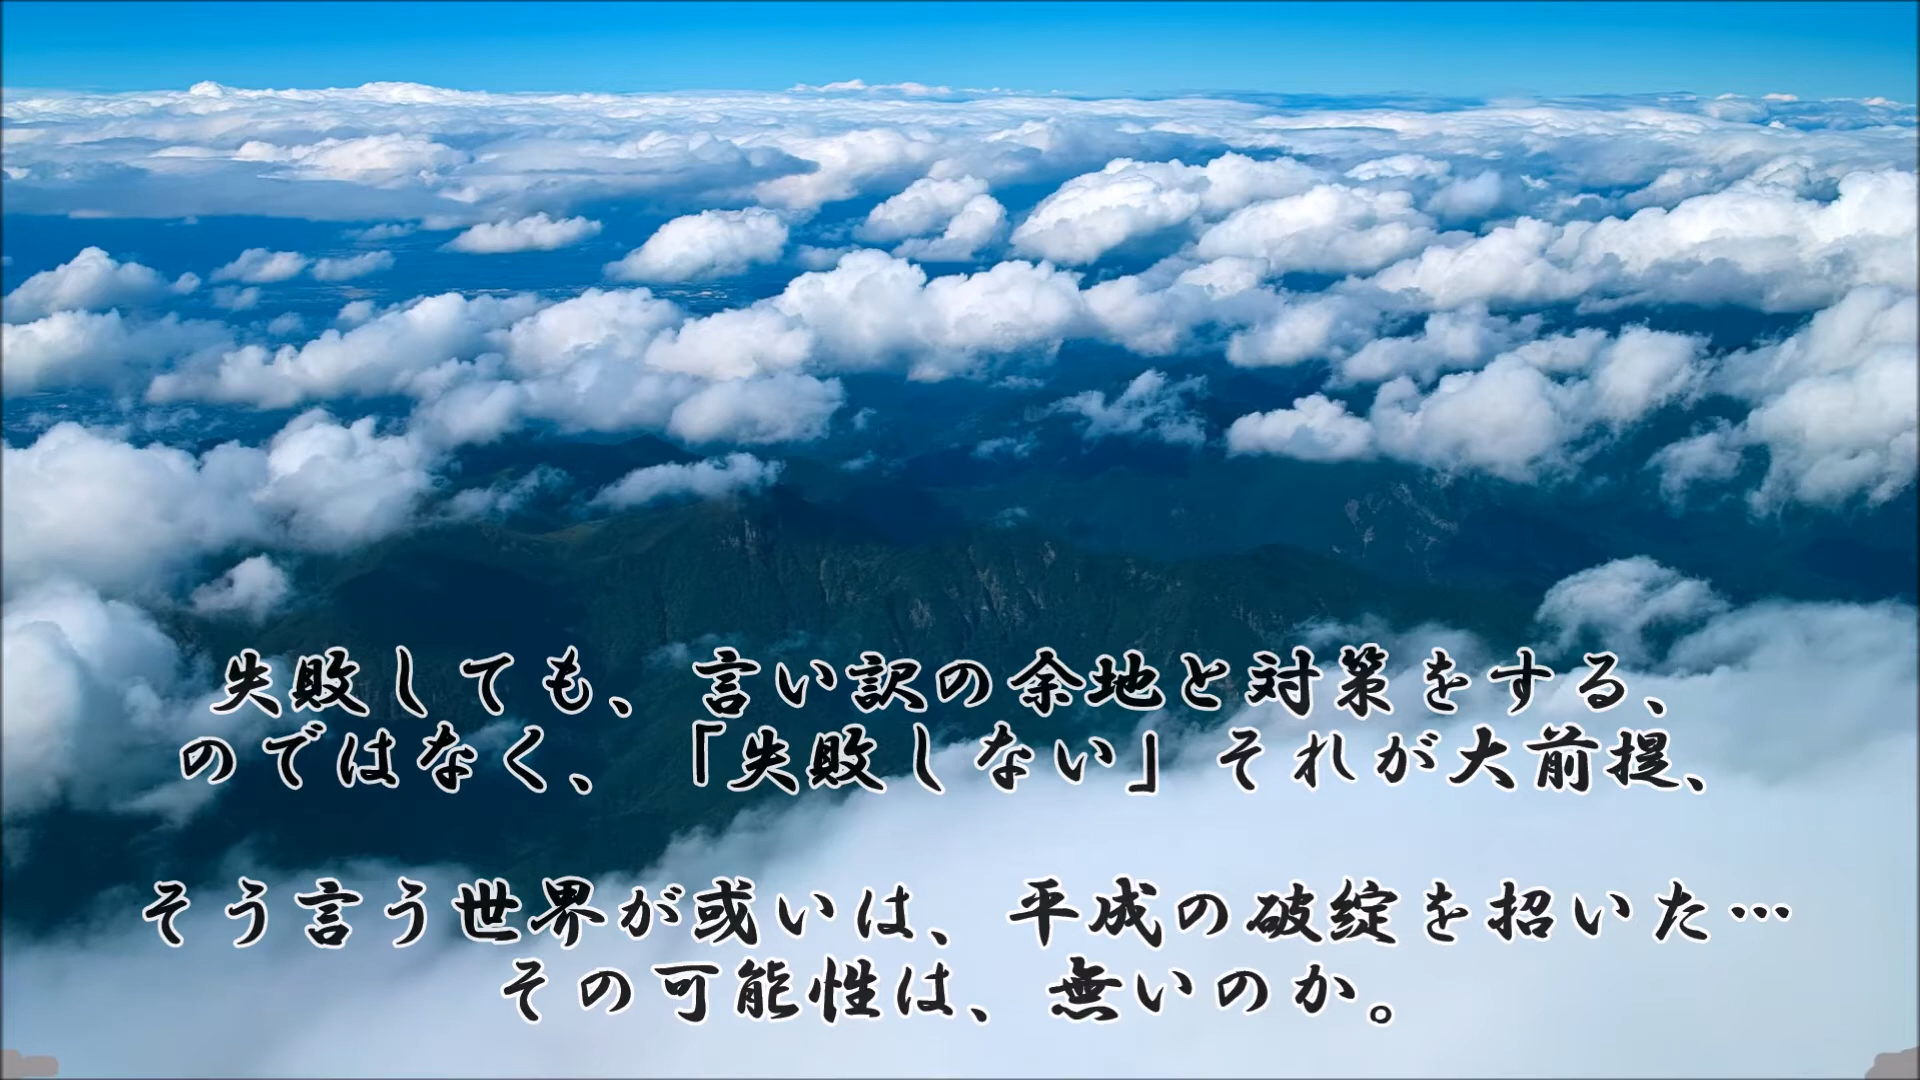 失敗しても、言い訳の余地と対策をする、
のではなく、「失敗しない」それが大前提、
そう言う世界が或いは、平成の破綻を招いた…
その可能性は、無いのか。